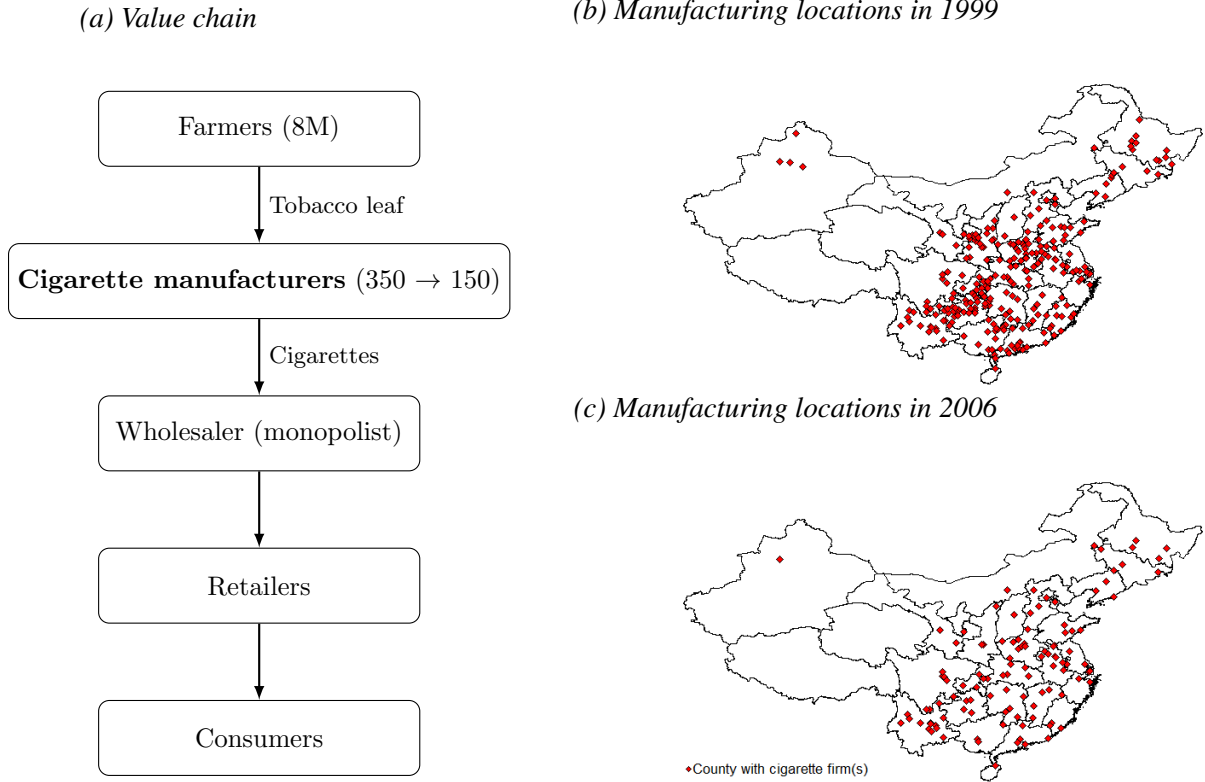 (a) Value chain
Farmers (8M)
Tobacco leaf
Cigarette manufacturers (350 → 150)
Cigarettes
Wholesaler (monopolist)
Retailers
Consumers
(b) Manufacturing locations in 1999
(c) Manufacturing locations in 2006
County with cigarette firm(s)